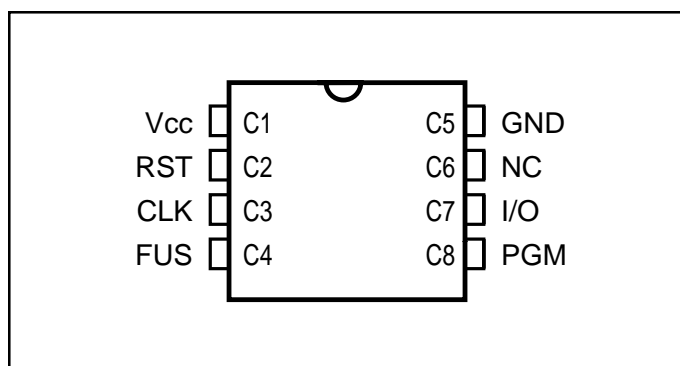 Vcc C1 C5 GND
RST C2 C6 NC
CLK C3 C7 I/O
FUS C4 C8 PGM